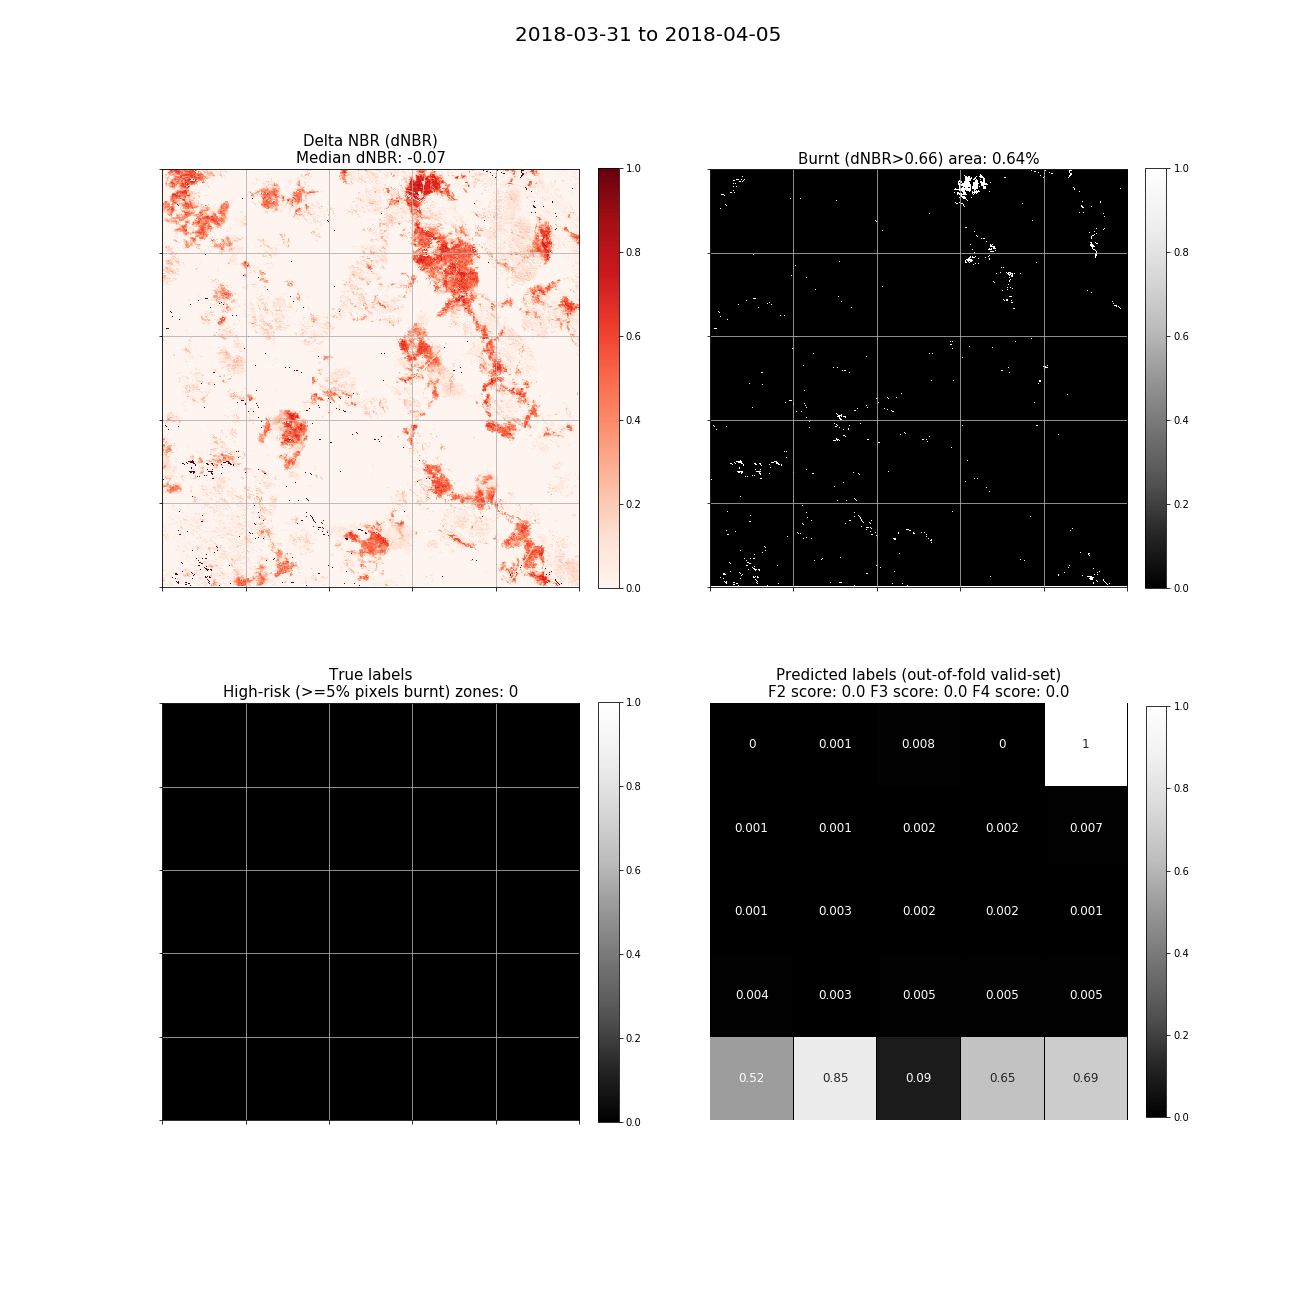 2018-03-31 to 2018-04-05
Delta NBR (dNBR)
Median dNBR: -0.07
1.0
0.8
0.6
0.4
0.2
0.0
Burnt (dNBR>0.66) area: 0.64%
1.0
0.8
0.6
0.4
0.2
0.0
True labels
High-risk (>=5% pixels burnt) zones: 0
1.0
0.8
0.6
0.4
0.2
0.0
Predicted labels (out-of-fold valid-set)
F2 score: 0.0 F3 score: 0.0 F4 score: 0.0
0 0.001 0.008 0 1
0.001 0.001 0.002 0.002 0.007
0.001 0.003 0.002 0.002 0.001
0.004 0.003 0.005 0.005 0.005
0.52 0.85 0.09 0.65 0.69
1.0
0.8
0.6
0.4
0.2
0.0